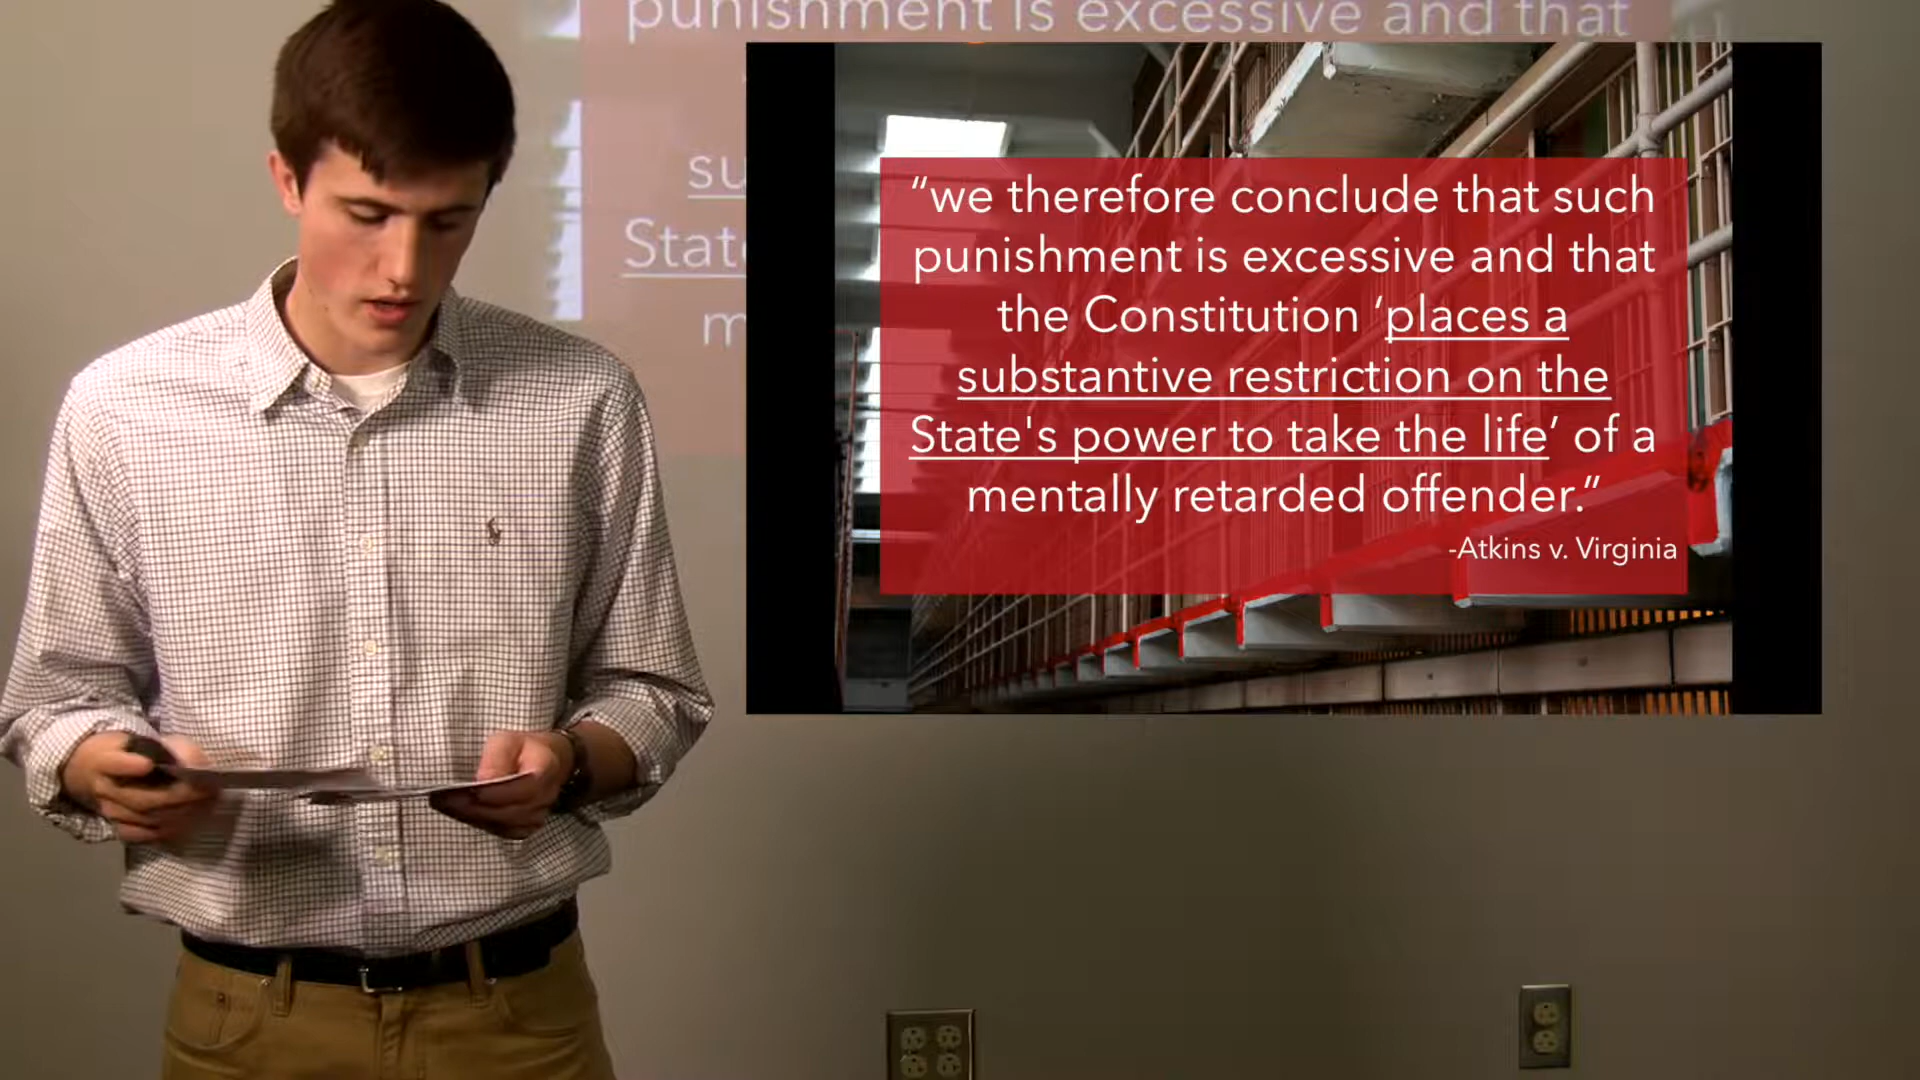 punishment is excessive and that
su
State
m
“we therefore conclude that such
punishment is excessive and that
the Constitution ‘places a
substantive restriction on the
State's power to take the life’ of a
mentally retarded offender.”
-Atkins v. Virginia